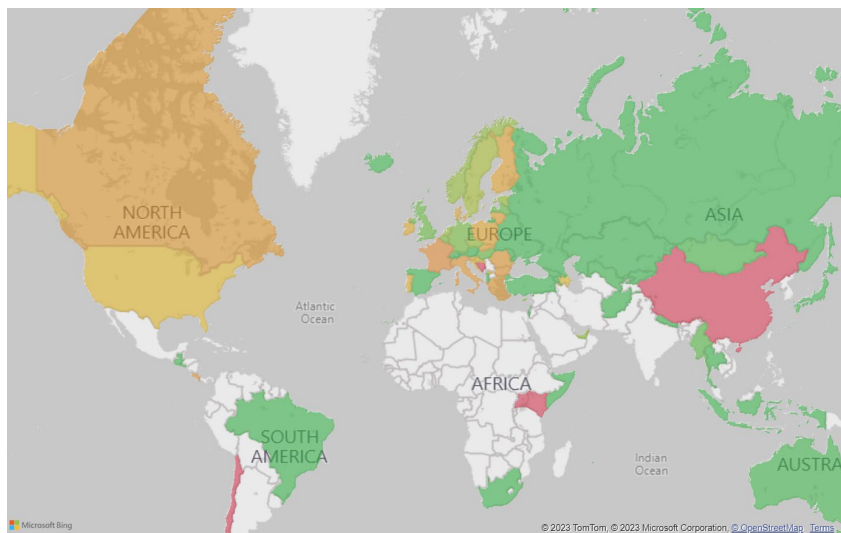 NORTH
AMERICA
EUROPE
ASIA
Atlantic
Ocean
AFRICA
SOUTH
AMERICA
Indian
Ocean
AUSTRA
Microsoft Bing
© 2023 TomTom, © 2023 Microsoft Corporation, © OpenStreetMap Terms